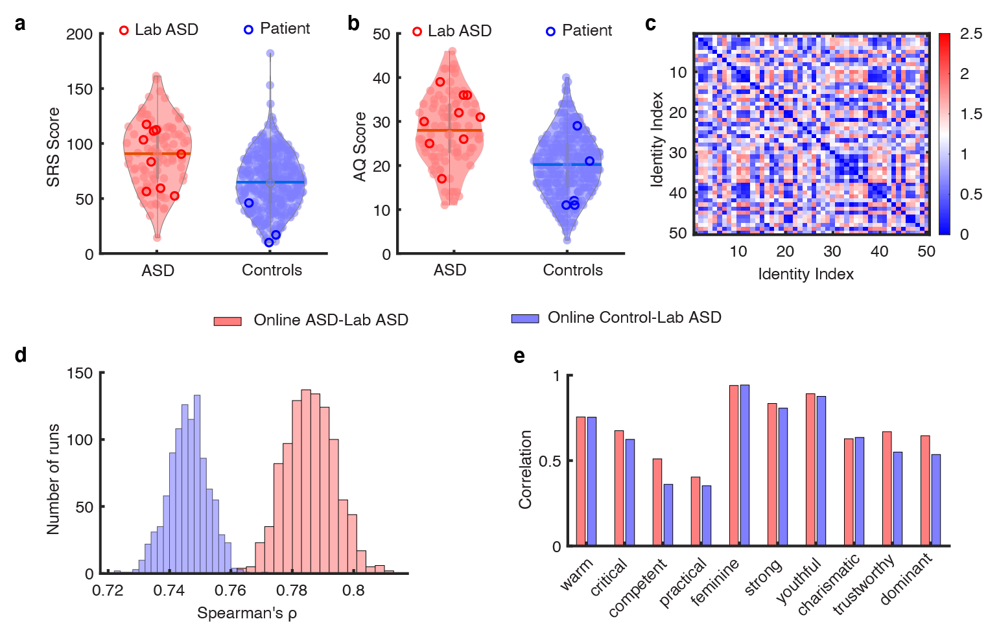 a
Lab ASD
Patient
SRS Score
200
150
100
50
0
ASD
Controls
b
Lab ASD
Patient
AQ Score
50
40
30
20
10
0
ASD
Controls
c
Identity Index
10
20
30
40
50
10 20 30 40 50
Identity Index
2.5
2
1.5
1
0.5
0
Online ASD-Lab ASD
Online Control-Lab ASD
d
Number of runs
150
100
50
0
0.72 0.74 0.76 0.78 0.8
Spearman's ρ
e
Correlation
1
0.5
0
warm
critical
competent
practical
feminine
strong
youthful
charismatic
trustworthy
dominant